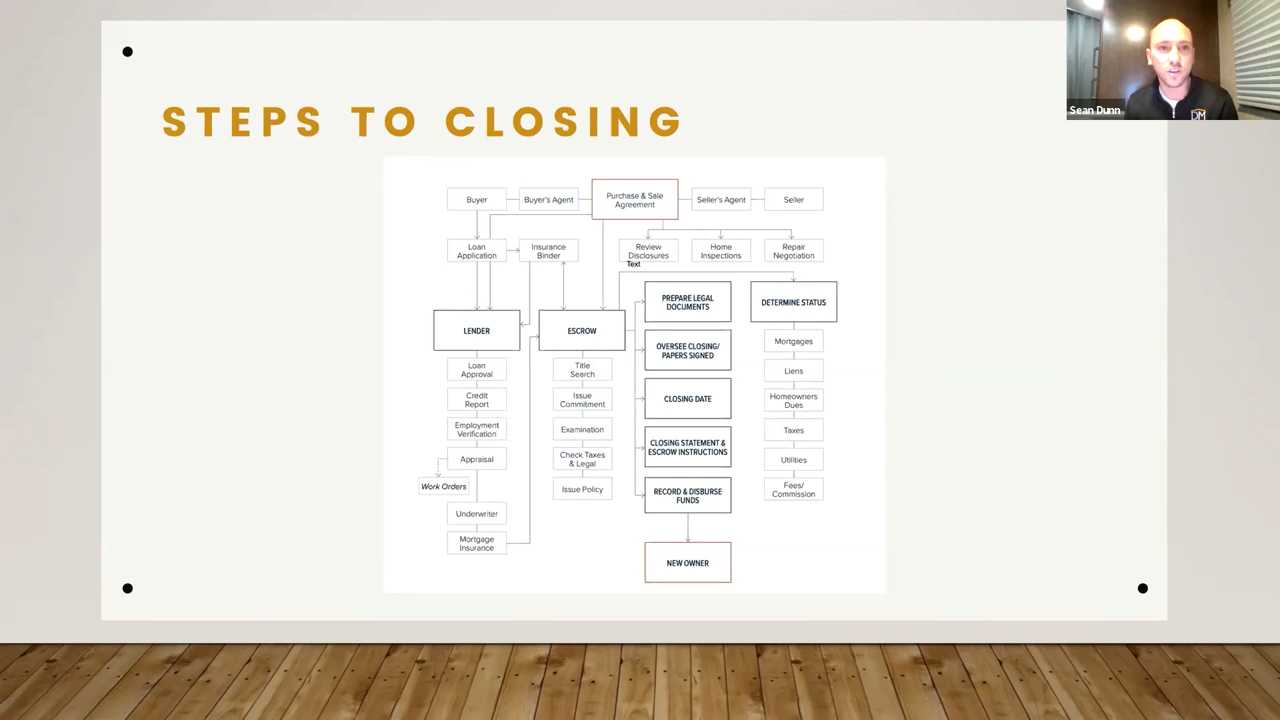 STEPS TO CLOSING
Sean Dunn
DM
Buyer
Buyer's Agent
Purchase & Sale
Agreement
Seller's Agent
Seller
Loan
Application
Insurance
Binder
Review
Disclosures
Text
Home
Inspections
Repair
Negotiation
LENDER
ESCROW
PREPARE LEGAL
DOCUMENTS
DETERMINE STATUS
Loan
Approval
Credit
Report
Employment
Verification
Appraisal
Work Orders
Underwriter
Mortgage
Insurance
Title
Search
Issue
Commitment
Examination
Check Taxes
& Legal
Issue Policy
OVERSEE CLOSING/
PAPERS SIGNED
CLOSING DATE
CLOSING STATEMENT &
ESCROW INSTRUCTIONS
RECORD & DISBURSE
FUNDS
NEW OWNER
Mortgages
Liens
Homeowners
Dues
Taxes
Utilities
Fees/
Commission